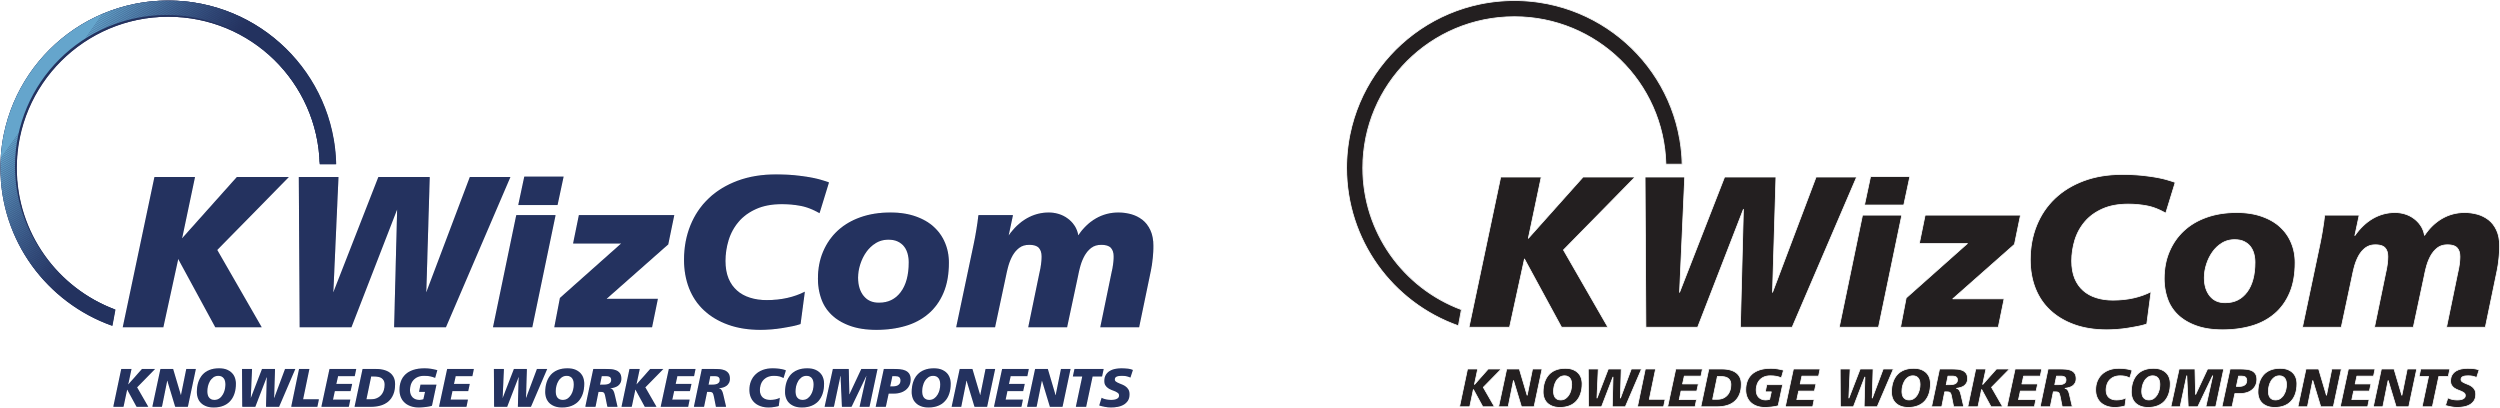 KWizCom
KNOWLEDGE WORKER COMPONENTS
KWizCom
KNOWLEDGE WORKER COMPONENTS